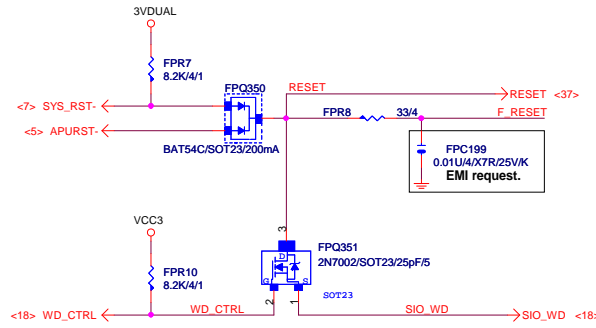 3VDUAL
FPR7
8.2K/4/1
FPQ350
RESET
<7> SYS_RST-
RESET <37>
FPR8
33/4
F_RESET
<5> APURST-
BAT54C/SOT23/200mA
FPC199
0.01U/4/X7R/25V/K
EMI request.
VCC3
3
FPQ351
2N7002/SOT23/25pF/5
D
G
S
SOT23
FPR10
8.2K/4/1
2
1
<18> WD_CTRL
WD_CTRL
SIO_WD
SIO_WD <18>